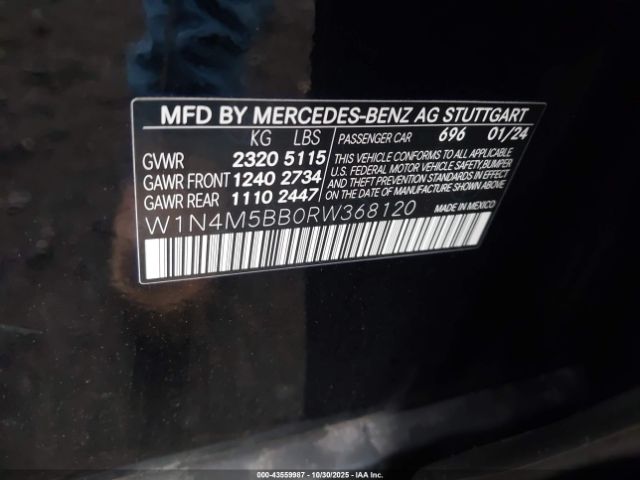 MFD BY MERCEDES-BENZ AG STUTTGART
KG LBS PASSENGER CAR 696 01/24
GVWR 2320 5115
GAWR FRONT 1240 2734
GAWR REAR 1110 2447
THIS VEHICLE CONFORMS TO ALL APPLICABLE
U.S. FEDERAL MOTOR VEHICLE SAFETY, BUMPER
AND THEFT PREVENTION STANDARDS IN EFFECT
ON THE DATE OF MANUFACTURE SHOWN ABOVE.
W1N4M5BB0RW368120 MADE IN MEXICO
000-43559987 - 10/30/2025 - IAAI.COM